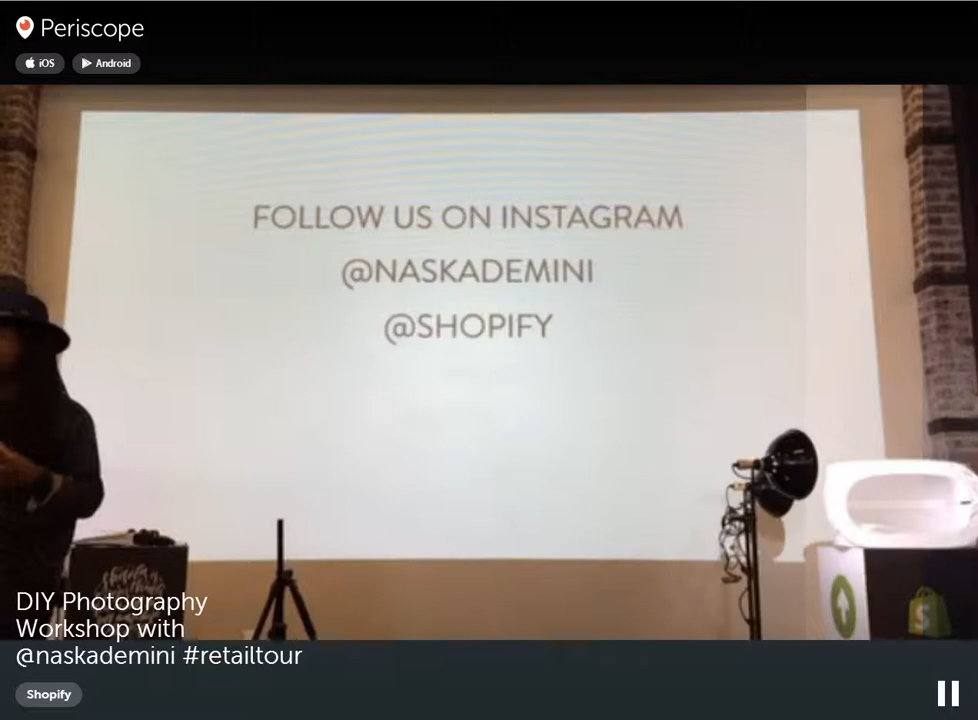 Periscope
iOS
Android
FOLLOW US ON INSTAGRAM
@NASKADEMINI
@SHOPIFY
S
DIY Photography
Workshop with
@naskademini #retailtour
Shopify